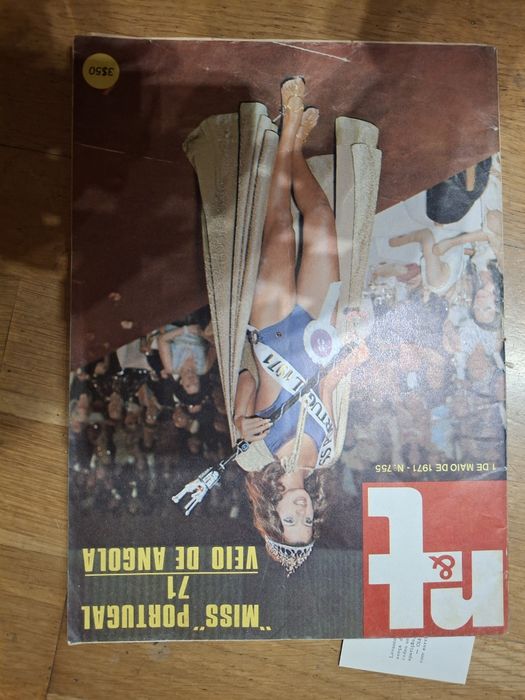 n&t
1 DE MAIO DE 1971 - N.º 755
"MISS" PORTUGAL
71
VEIO DE ANGOLA
3$50